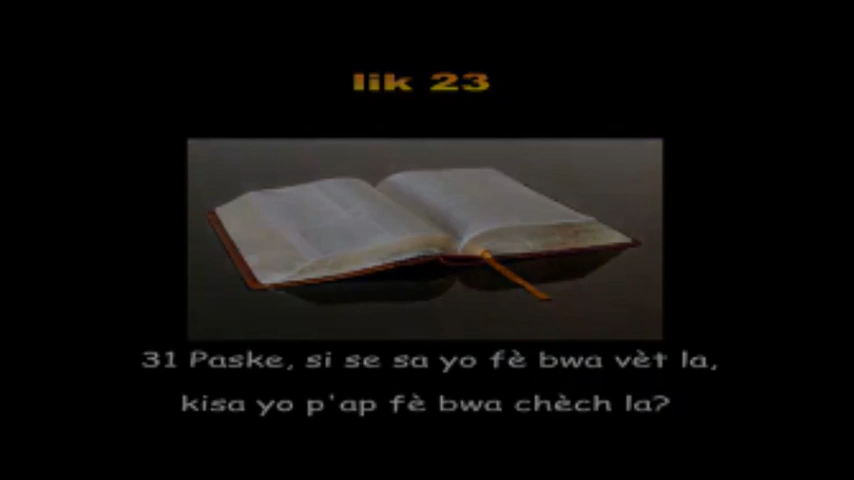 lik 23
31 Paske, si se sa yo fè bwa vèt la,
kisa yo p'ap fè bwa chèch la?